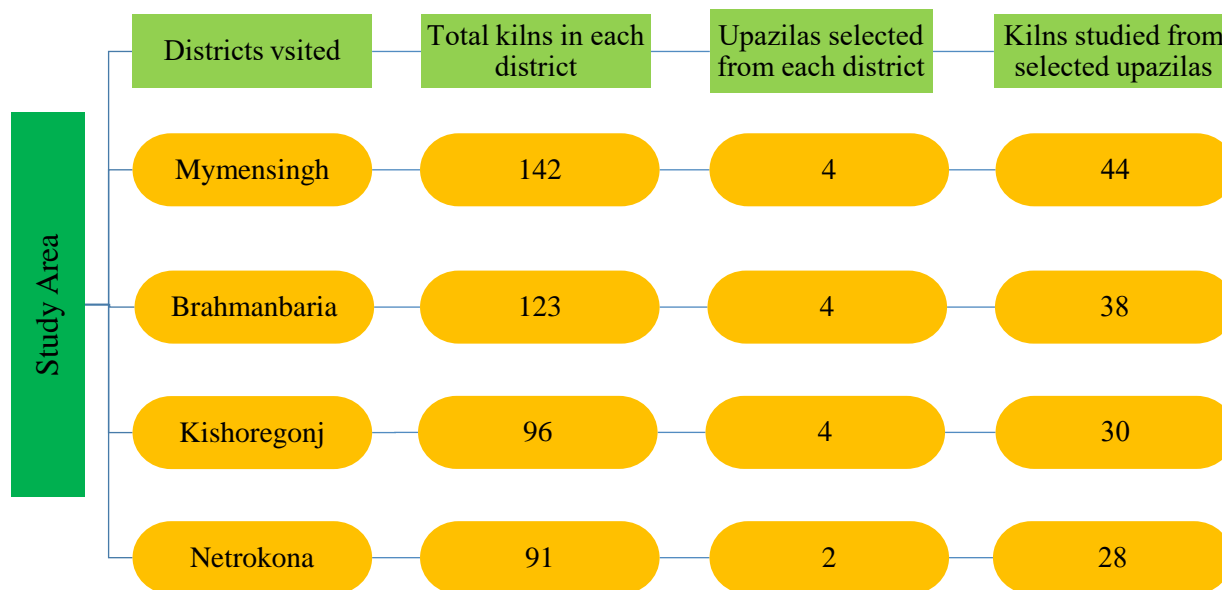 Study Area
Districts vsited
Total kilns in each
district
Upazilas selected
from each district
Kilns studied from
selected upazilas
Mymensingh
142
4
44
Brahmanbaria
123
4
38
Kishoregonj
96
4
30
Netrokona
91
2
28